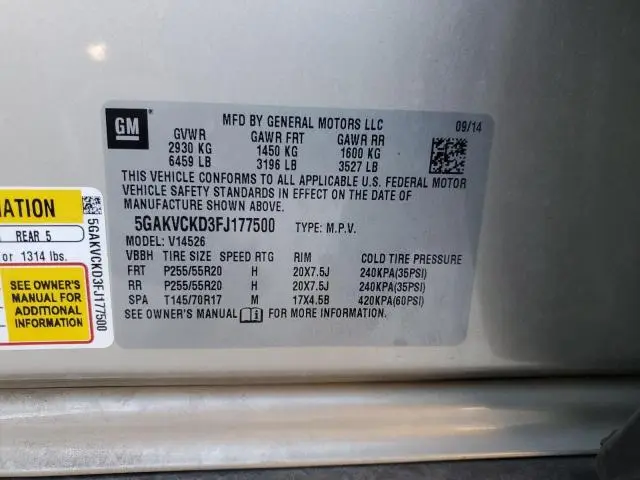 GM
MFD BY GENERAL MOTORS LLC
09/14
GVWR GAWR FRT GAWR RR
2930 KG 1450 KG 1600 KG
6459 LB 3196 LB 3527 LB
THIS VEHICLE CONFORMS TO ALL APPLICABLE U.S. FEDERAL MOTOR
VEHICLE SAFETY STANDARDS IN EFFECT ON THE DATE OF
MANUFACTURE SHOWN ABOVE.
5GAKVCKD3FJ177500 TYPE: M.P.V.
MODEL: V14526
VBBH TIRE SIZE SPEED RTG RIM COLD TIRE PRESSURE
FRT P255/55R20 H 20X7.5J 240KPA(35PSI)
RR P255/55R20 H 20X7.5J 240KPA(35PSI)
SPA T145/70R17 M 17X4.5B 420KPA(60PSI)
SEE OWNER'S MANUAL FOR MORE INFORMATION.
MATION
REAR 5
or 1314 lbs.
SEE OWNER'S
MANUAL FOR
ADDITIONAL
INFORMATION
5GAKVCKD3FJ177500